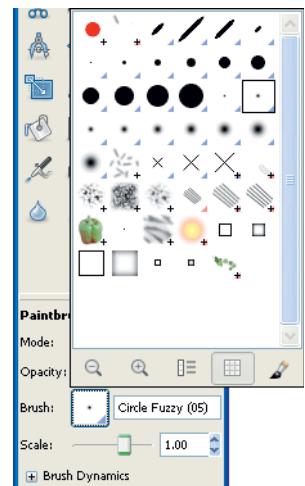 Paintbr
Mode:
Opacity:
Brush: Circle Fuzzy (05)
Scale: 1.00
Brush Dynamics